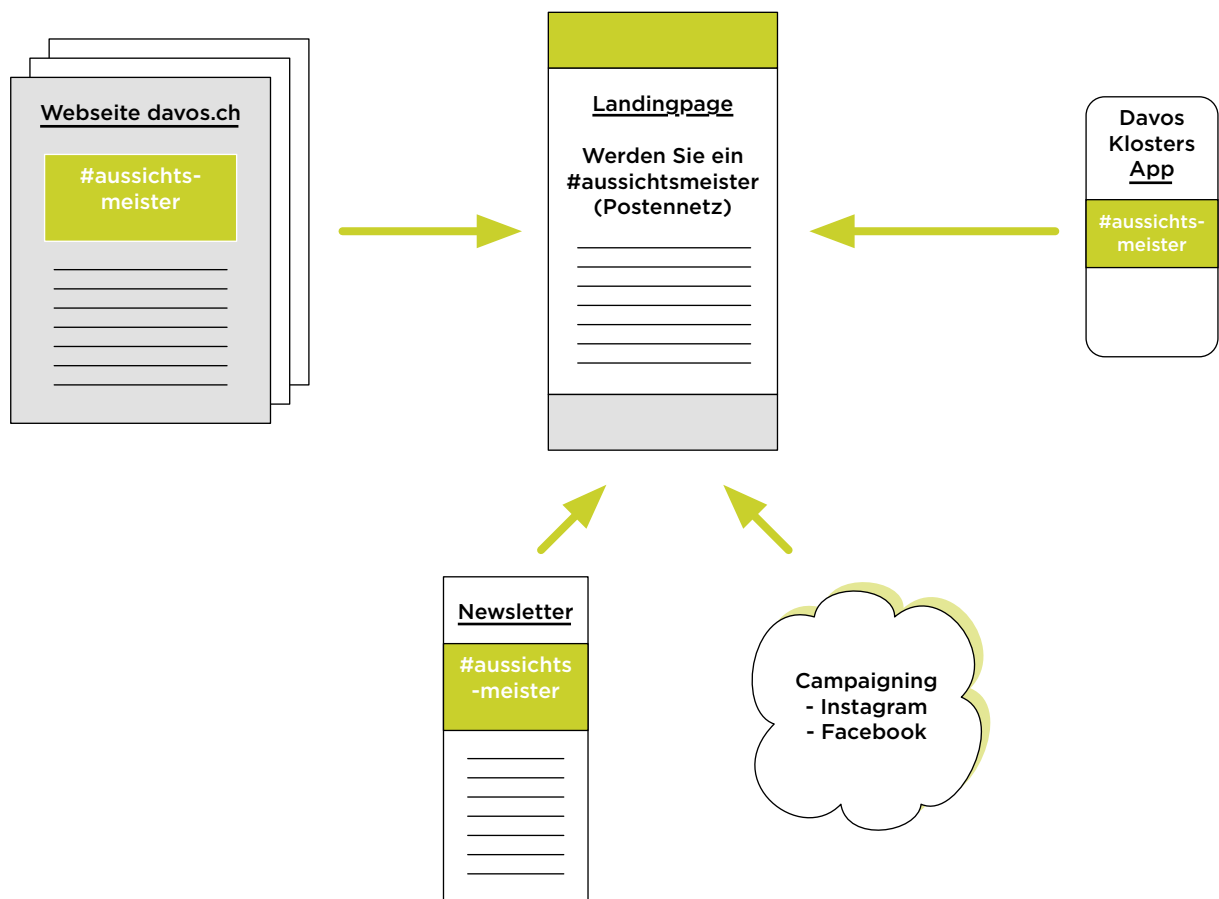 Webseite davos.ch
#aussichts-
meister
Landingpage
Werden Sie ein
#aussichtsmeister
(Postennetz)
Davos
Klosters
App
#aussichts-
meister
Newsletter
#aussichts
-meister
Campaigning
- Instagram
- Facebook